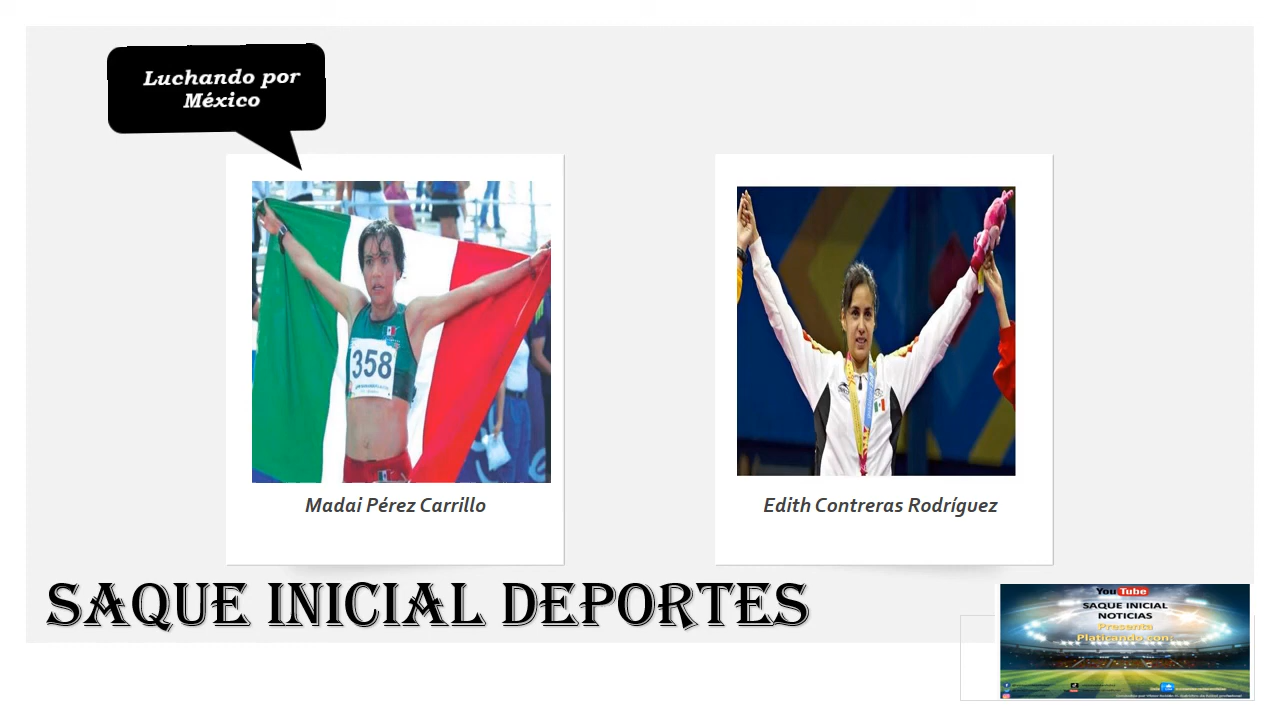 Luchando por
México
358
Madai Pérez Carrillo
Edith Contreras Rodríguez
SAQUE INICIAL DEPORTES
YouTube
SAQUE INICIAL
NOTICIAS
Presenta
Platicando con: